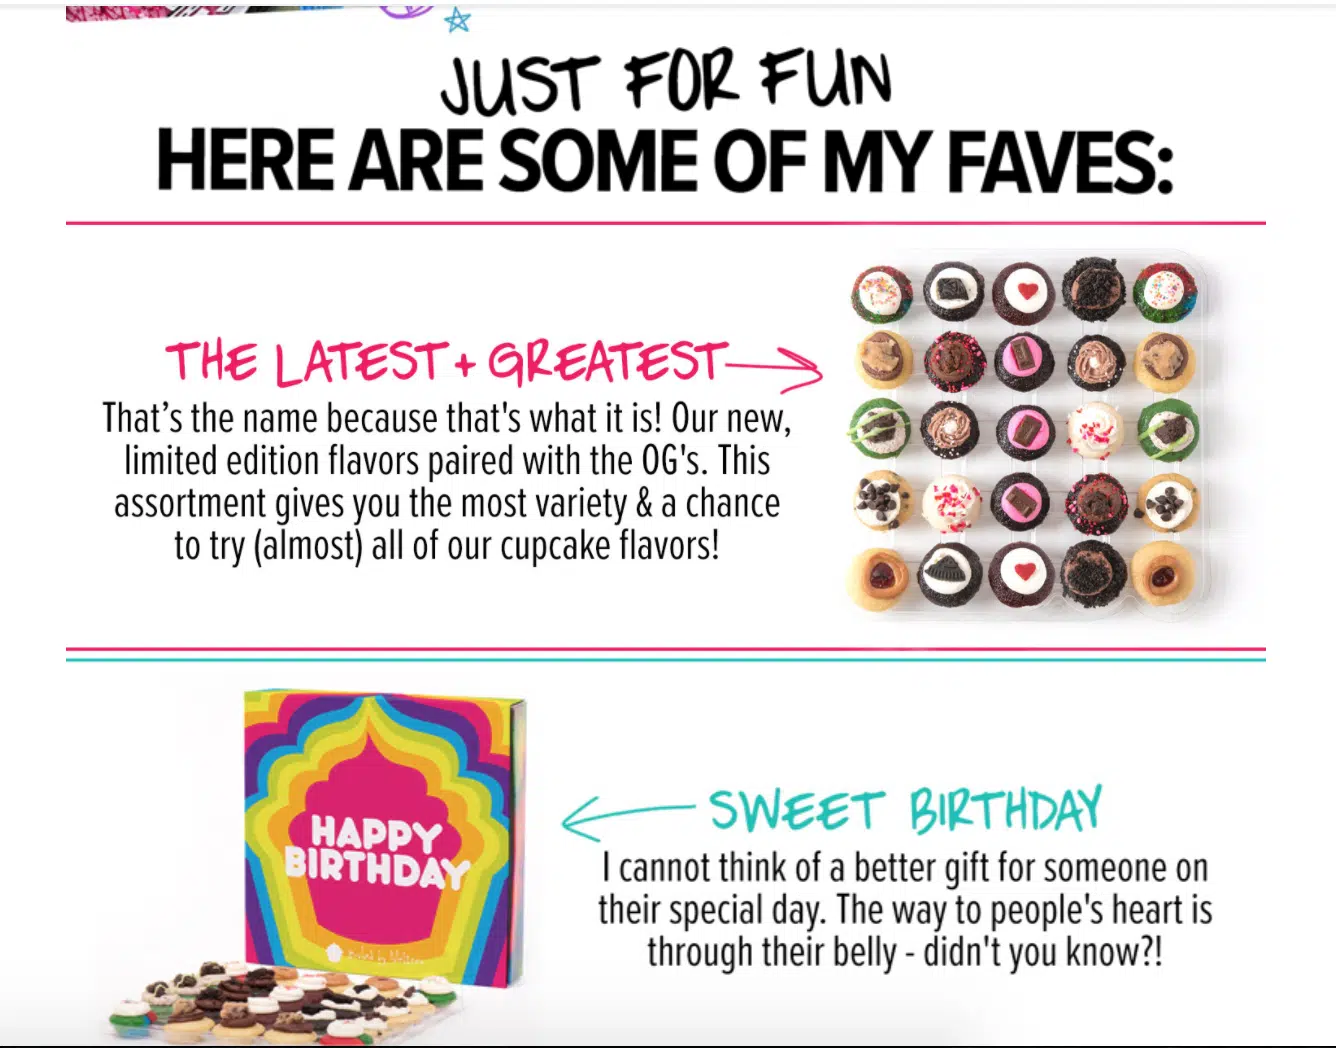 JUST FOR FUN
HERE ARE SOME OF MY FAVES:
THE LATEST + GREATEST
That's the name because that's what it is! Our new,
limited edition flavors paired with the OG's. This
assortment gives you the most variety & a chance
to try (almost) all of our cupcake flavors!
HAPPY
BIRTHDAY
SWEET BIRTHDAY
I cannot think of a better gift for someone on
their special day. The way to people's heart is
through their belly - didn't you know?!